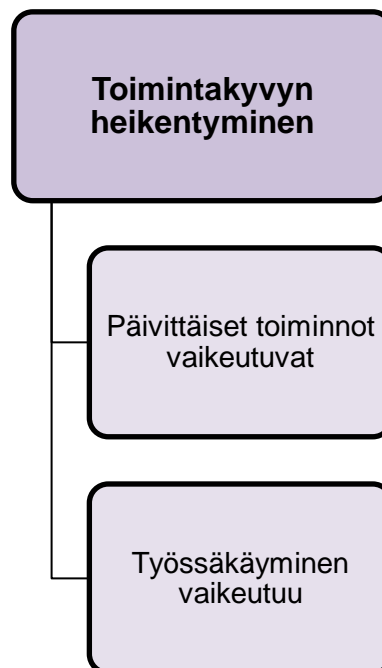 Toimintakyvyn
heikentyminen
Päivittäiset toiminnot
vaikeutuvat
Työssäkäyminen
vaikeutuu